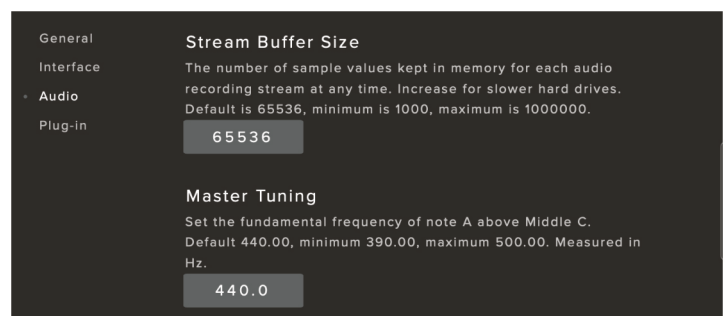 General
Interface
Audio
Plug-in
Stream Buffer Size
The number of sample values kept in memory for each audio
recording stream at any time. Increase for slower hard drives.
Default is 65536, minimum is 1000, maximum is 1000000.
65536
Master Tuning
Set the fundamental frequency of note A above Middle C.
Default 440.00, minimum 390.00, maximum 500.00. Measured in
Hz.
440.0